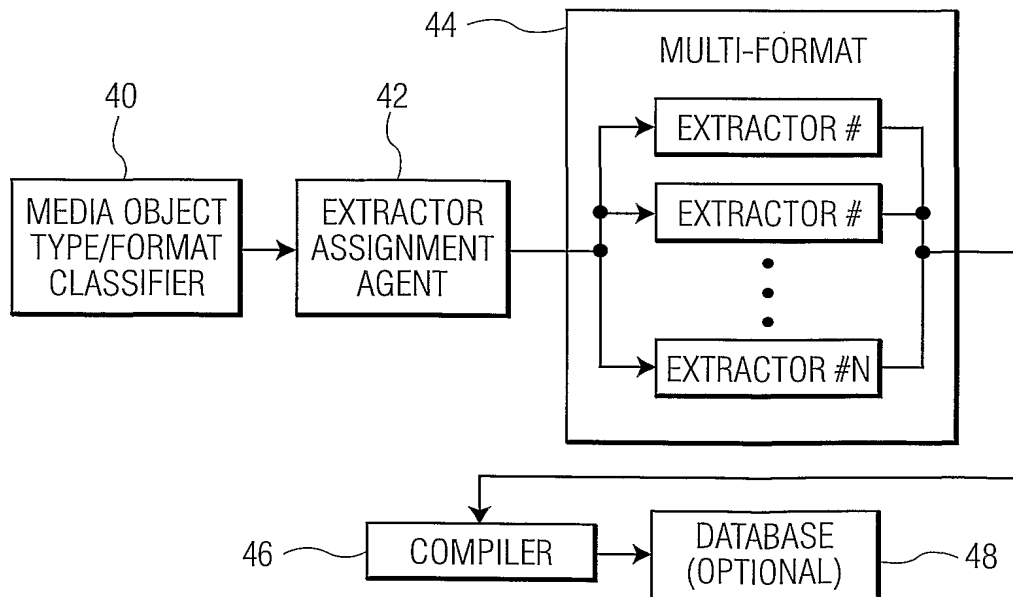 44
MULTI-FORMAT
40
42
EXTRACTOR #
MEDIA OBJECT
TYPE/FORMAT
CLASSIFIER
EXTRACTOR
ASSIGNMENT
AGENT
EXTRACTOR #
EXTRACTOR #N
46
COMPILER
DATABASE
(OPTIONAL)
48